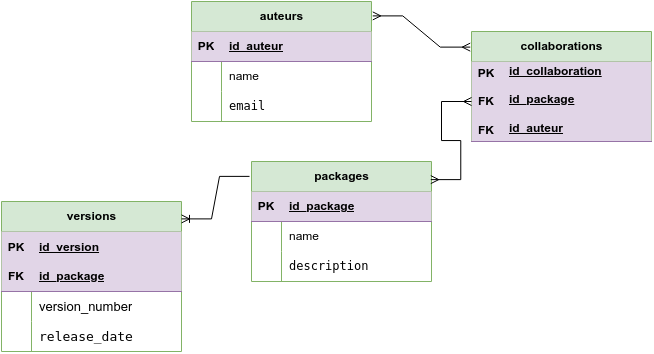 auteurs
PK id_auteur
name
email
collaborations
PK id_collaboration
FK id_package
FK id_auteur
packages
PK id_package
name
description
versions
PK id_version
FK id_package
version_number
release_date